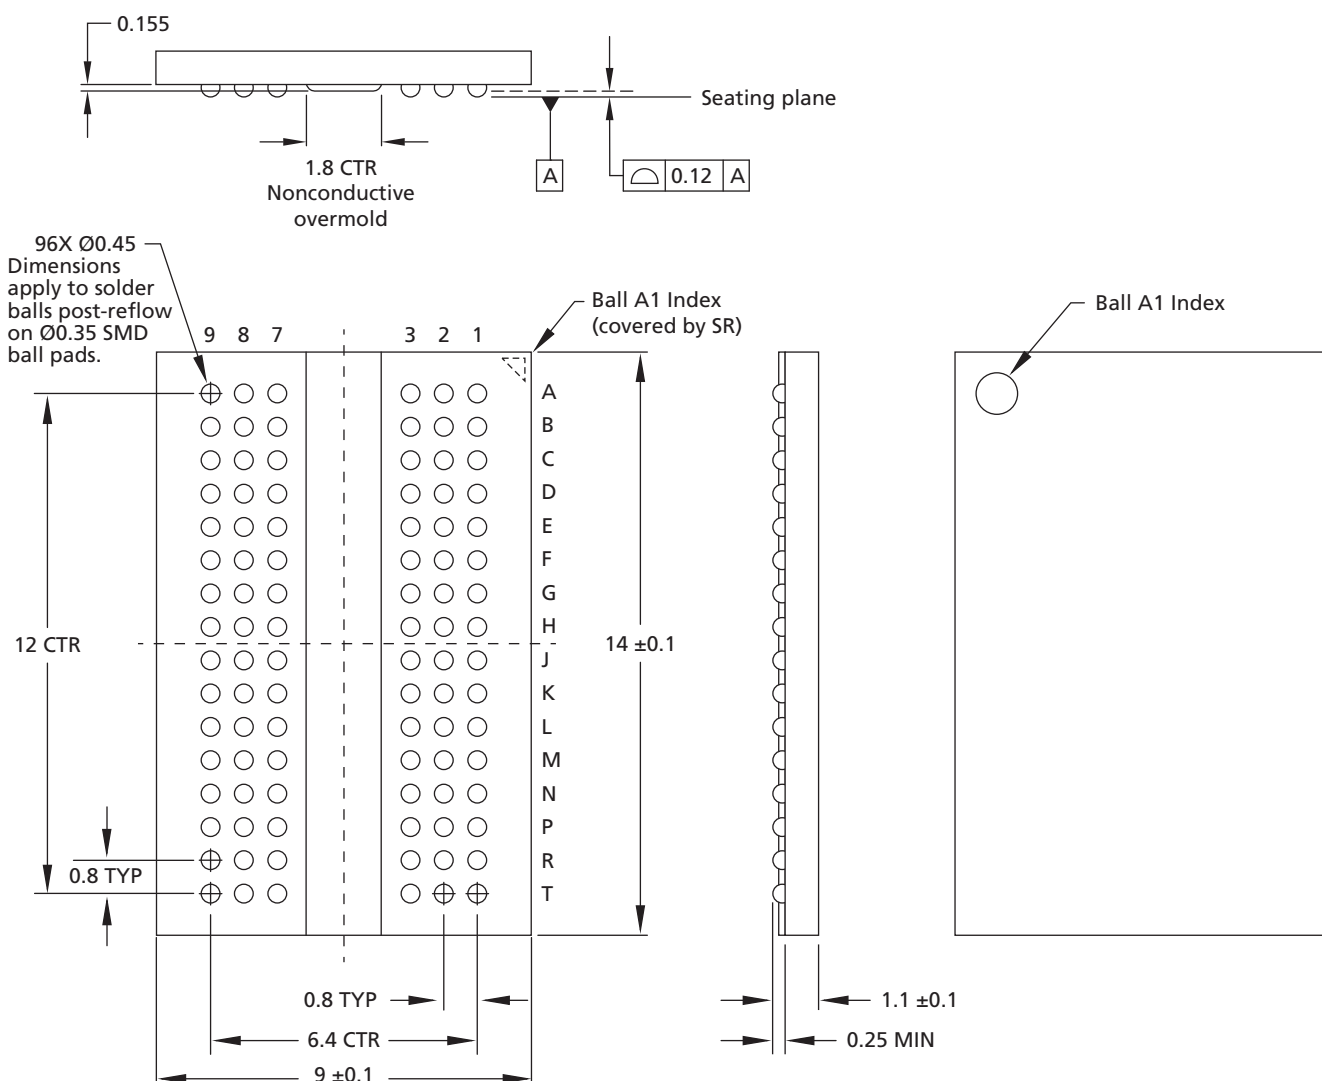 0.155
Seating plane
1.8 CTR
Nonconductive
overmold
A
0.12 A
96X Ø0.45
Dimensions
apply to solder
balls post-reflow
on Ø0.35 SMD
ball pads.
Ball A1 Index
(covered by SR)
Ball A1 Index
9 8 7 3 2 1
A
B
C
D
E
F
G
H
12 CTR
14 ±0.1
J
K
L
M
N
P
R
0.8 TYP
T
0.8 TYP
1.1 ±0.1
6.4 CTR
0.25 MIN
9 ±0.1